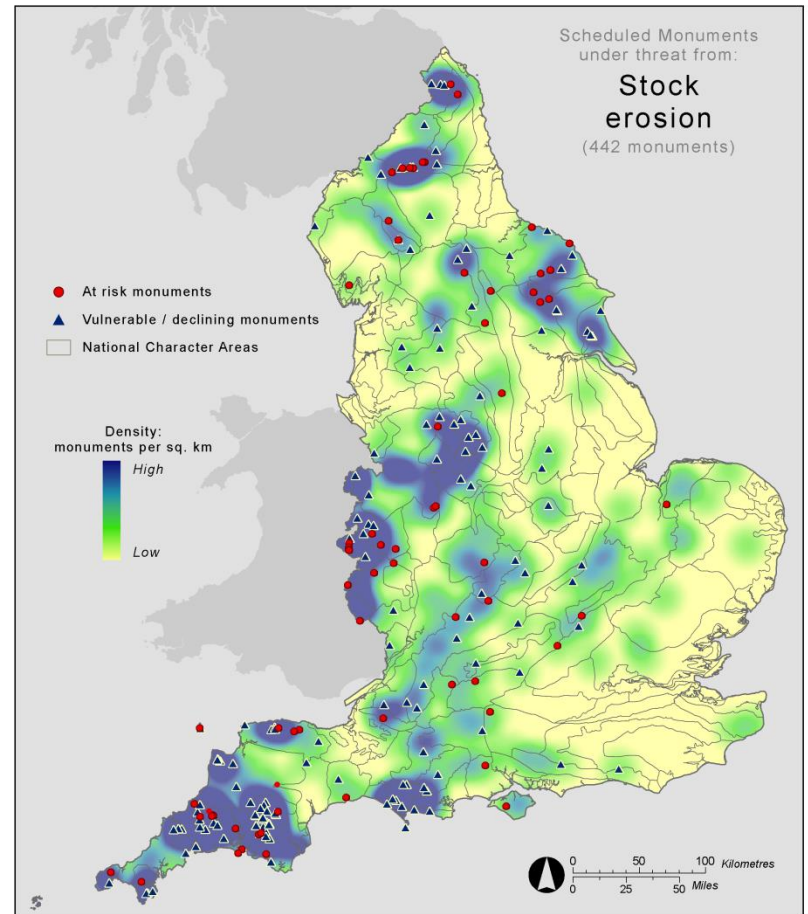 Scheduled Monuments
under threat from:
Stock
erosion
(442 monuments)
At risk monuments
Vulnerable / declining monuments
National Character Areas
Density:
monuments per sq. km
High
Low
0 50 100 Kilometres
0 25 50 Miles